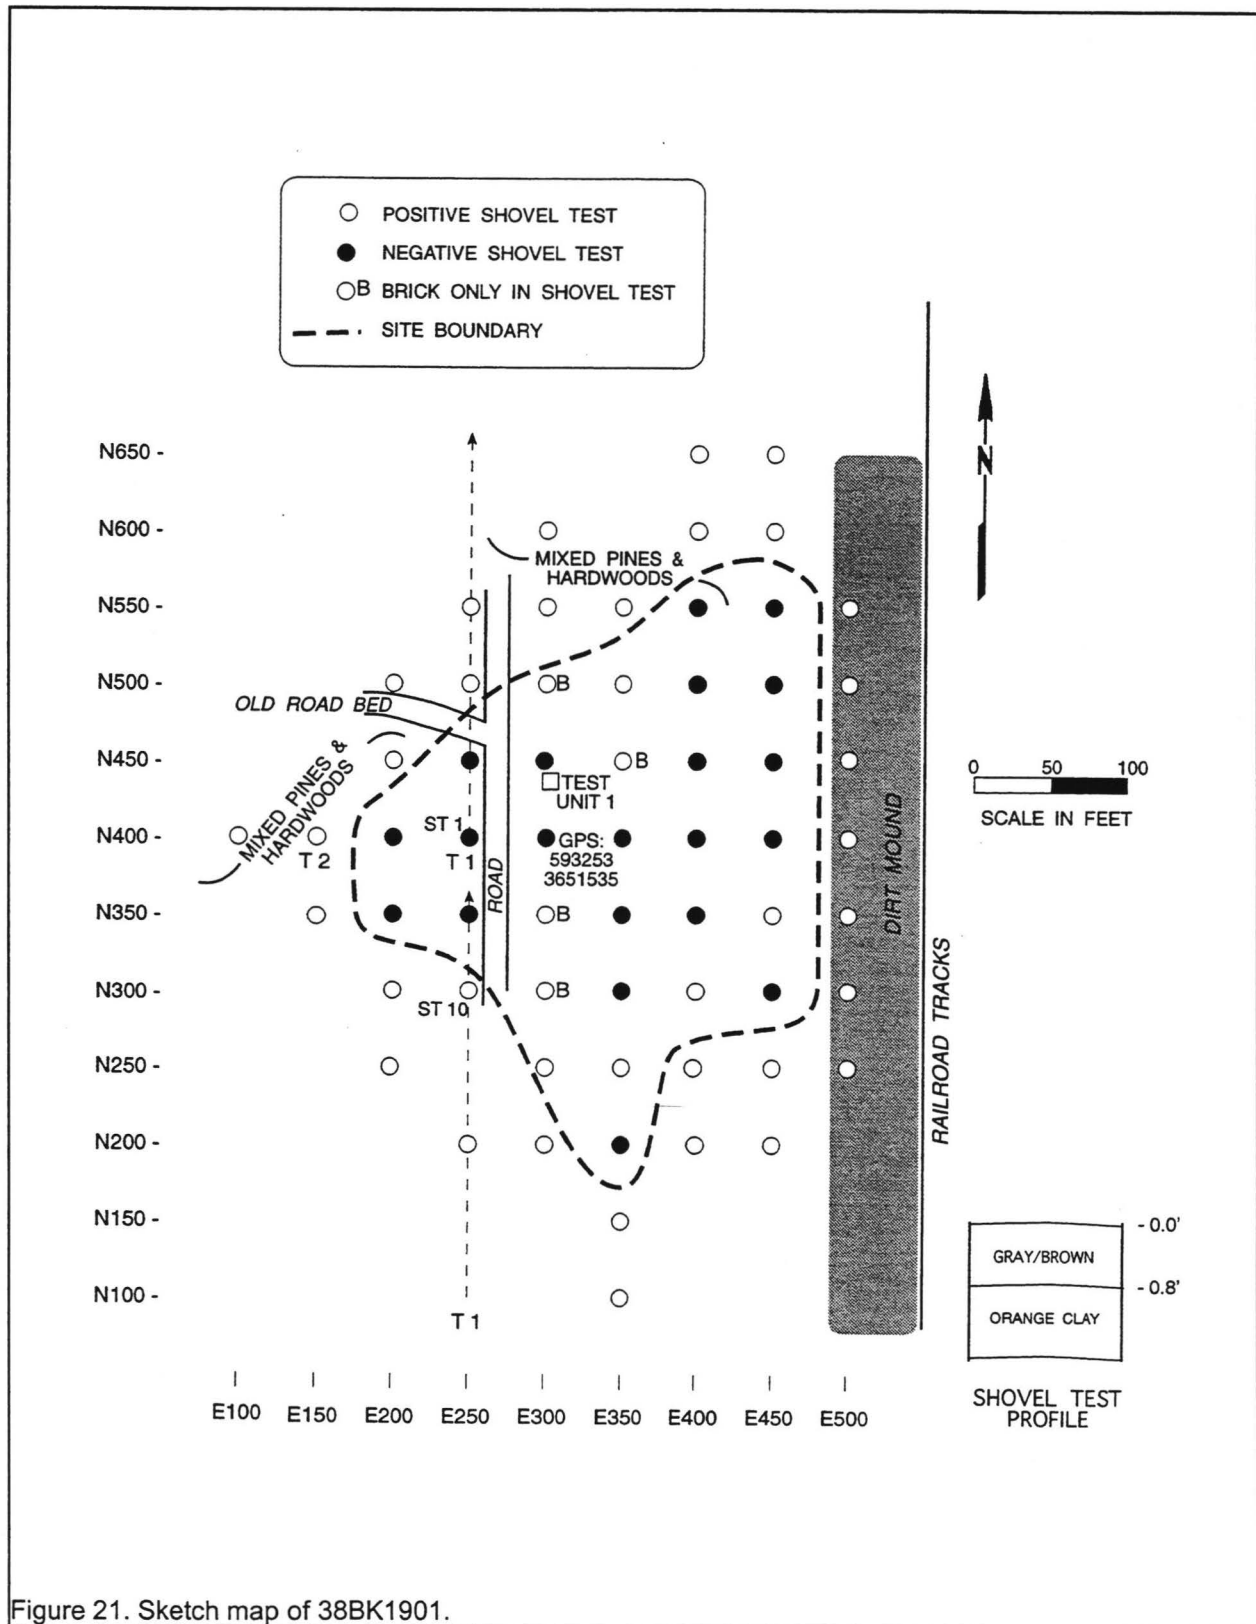 POSITIVE SHOVEL TEST
NEGATIVE SHOVEL TEST
B BRICK ONLY IN SHOVEL TEST
SITE BOUNDARY
N650 -
N
N600 -
MIXED PINES &
HARDWOODS
N550 -
N500 -
B
OLD ROAD BED
MIXED PINES &
HARDWOODS
N450 -
B
TEST
UNIT 1
0 50 100
SCALE IN FEET
DIRT MOUND
ST 1
N400 -
GPS:
593253
3651535
T 2
T 1
ROAD
N350 -
B
RAILROAD TRACKS
N300 -
B
ST 10
N250 -
N200 -
N150 -
- 0.0'
GRAY/BROWN
- 0.8'
N100 -
ORANGE CLAY
T 1
SHOVEL TEST
PROFILE
E100 E150 E200 E250 E300 E350 E400 E450 E500
Figure 21. Sketch map of 38BK1901.